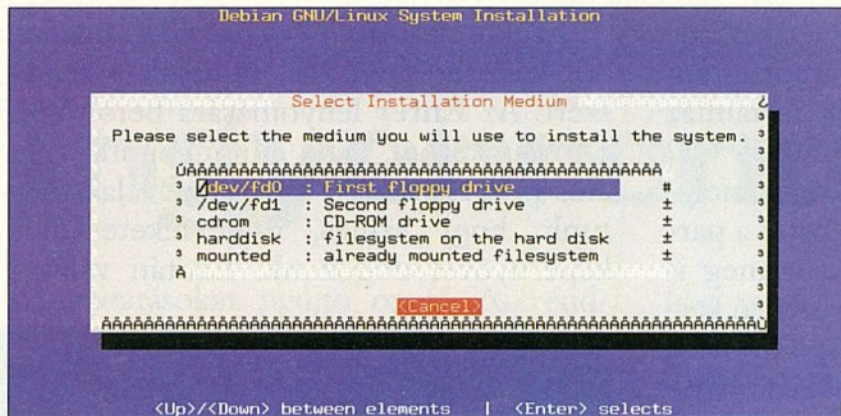 Debian GNU/Linux System Installation
Select Installation Medium
Please select the medium you will use to install the system.
/dev/fd0 : First floppy drive
/dev/fd1 : Second floppy drive
cdrom : CD-ROM drive
harddisk : filesystem on the hard disk
mounted : already mounted filesystem
<Cancel>
<Up>/<Down> between elements | <Enter> selects